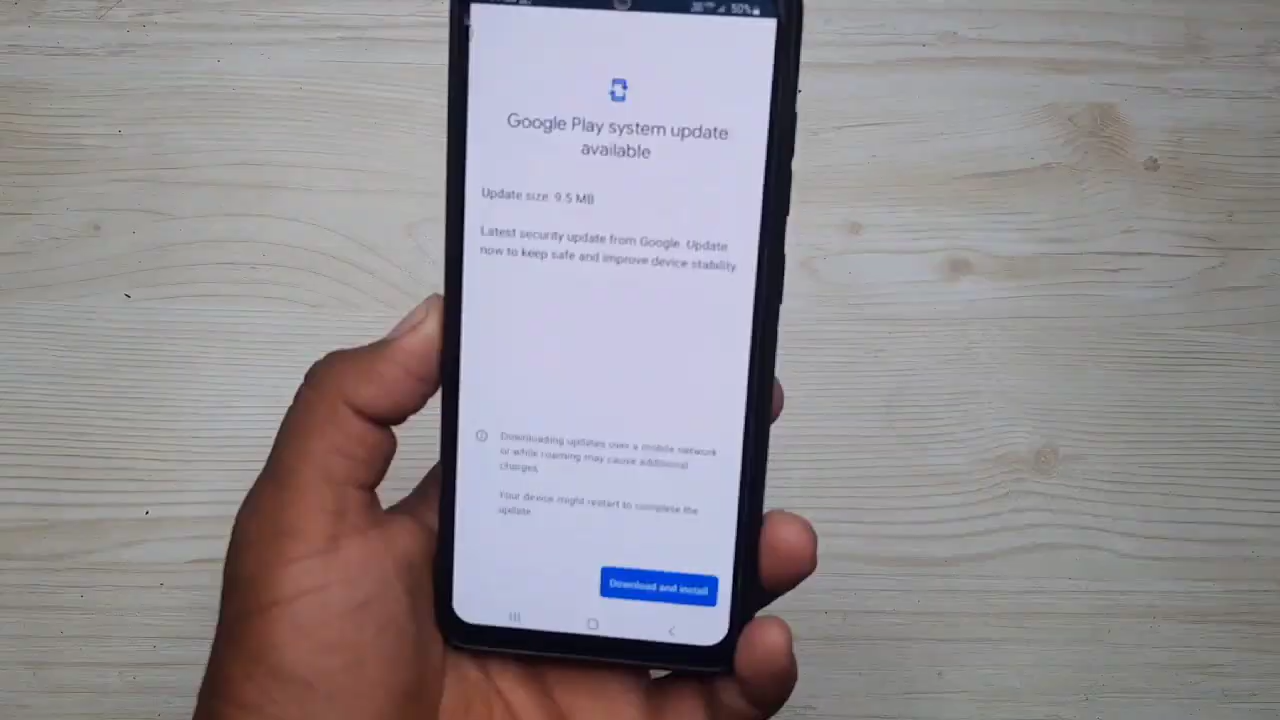 50%
Google Play system update
available
Update size: 9.5 MB
Latest security update from Google. Update
now to keep safe and improve device stability.
Downloading updates over a mobile network
or while roaming may cause additional
charges.
Your device might restart to complete the
update.
Download and install